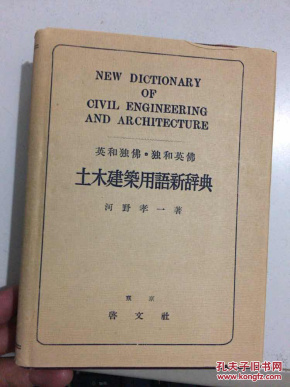 NEW DICTIONARY
OF
CIVIL ENGINEERING
AND ARCHITECTURE
英和独佛・独和英佛
土木建築用語新辞典
河野孝一著
東京
啓文社
孔夫子旧书网